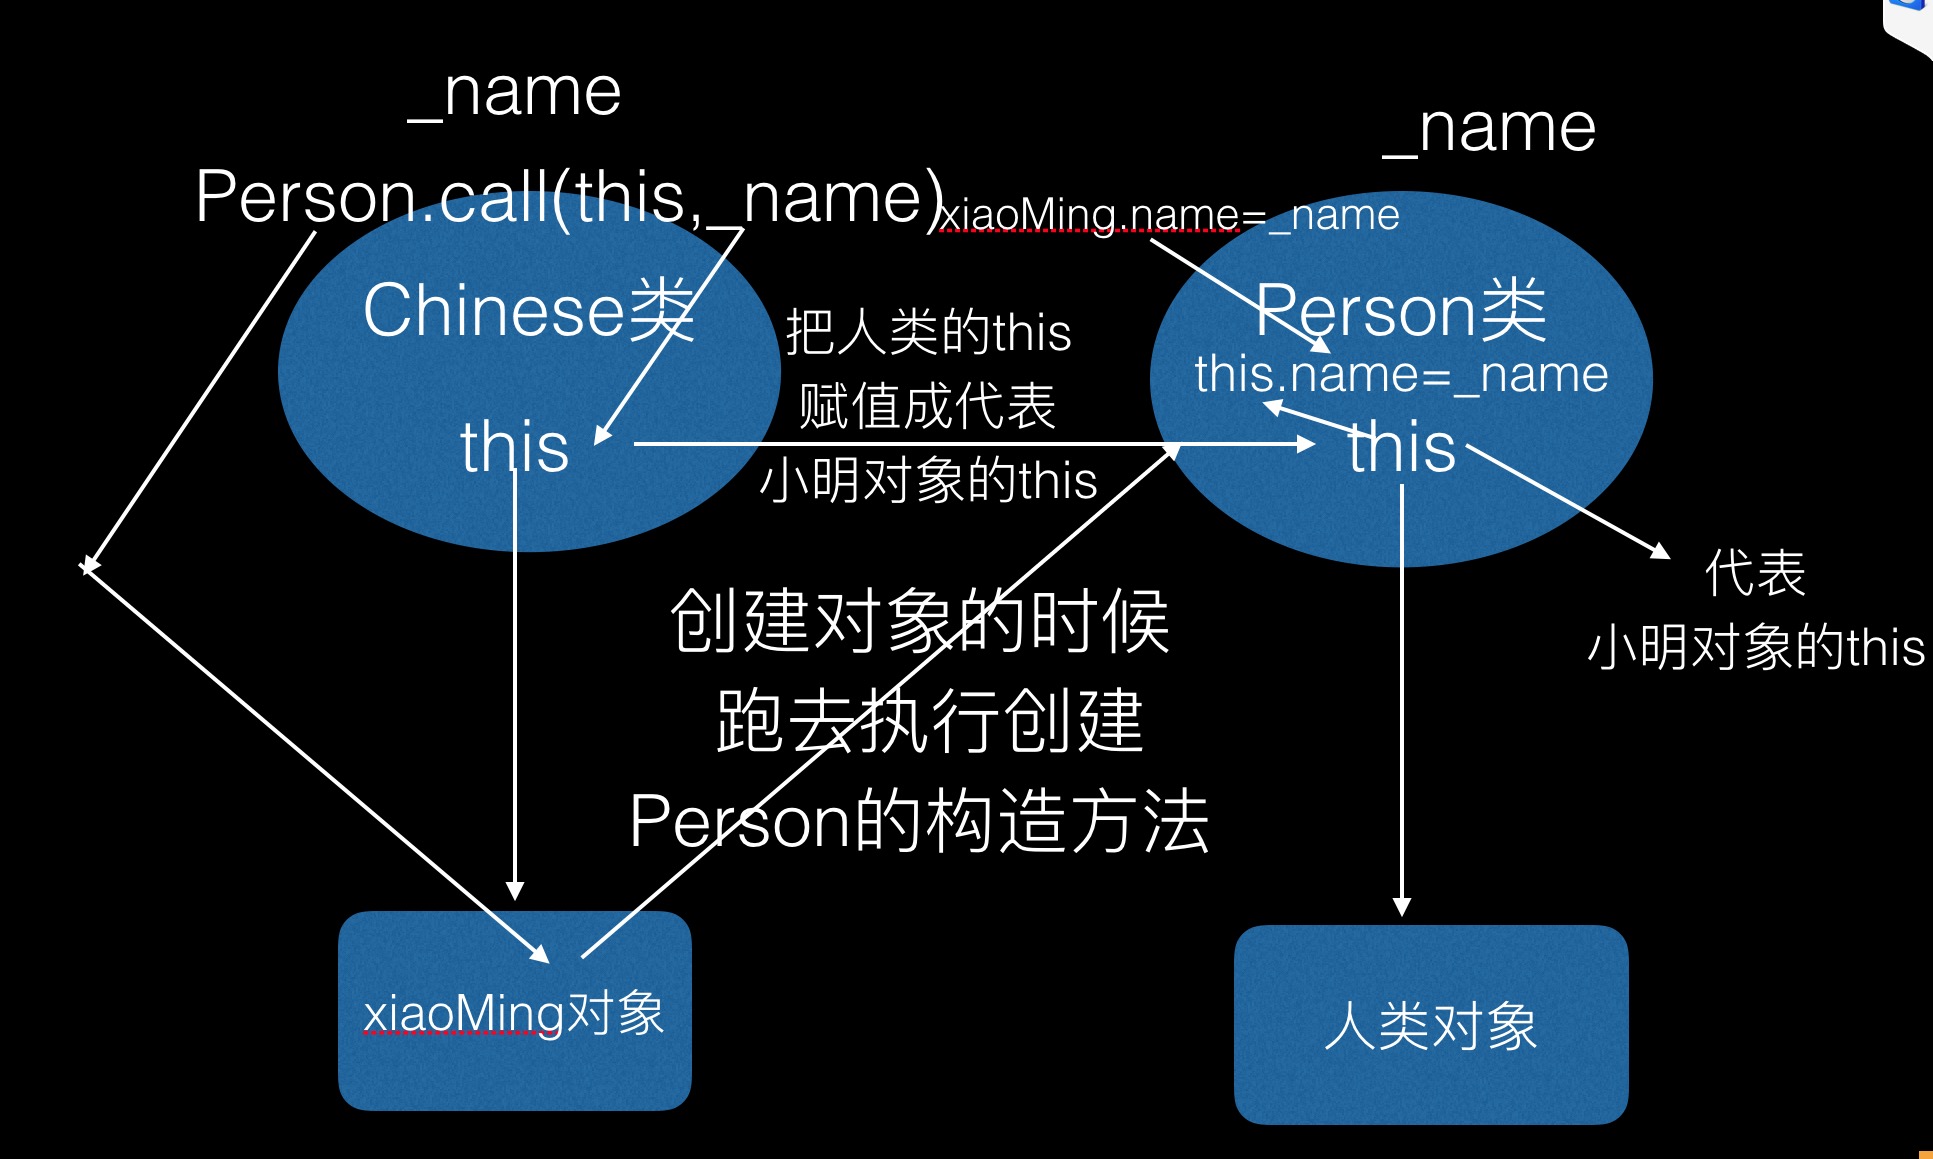 _name
_name
Person.call(this,_name)
xiaoMing.name=_name
Chinese类
Person类
把人类的this
this.name=_name
赋值成代表
this
this
小明对象的this
代表
创建对象的时候
小明对象的this
跑去执行创建
Person的构造方法
xiaoMing对象
人类对象